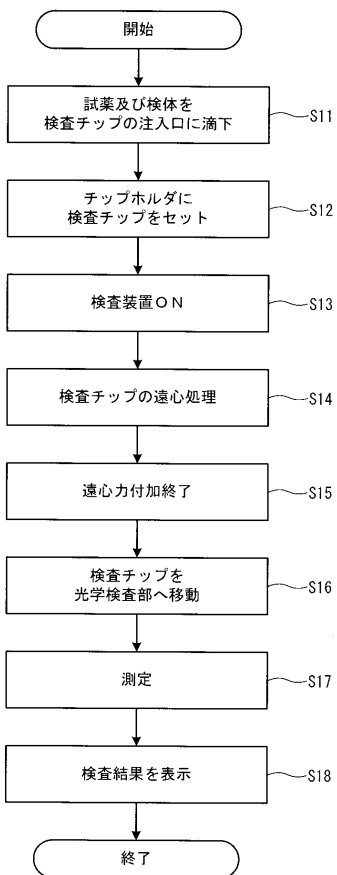 開始
試薬及び検体を
検査チップの注入口に滴下
S11
チップホルダに
検査チップをセット
S12
検査装置ON
S13
検査チップの遠心処理
S14
遠心力付加終了
S15
検査チップを
光学検査部へ移動
S16
測定
S17
検査結果を表示
S18
終了